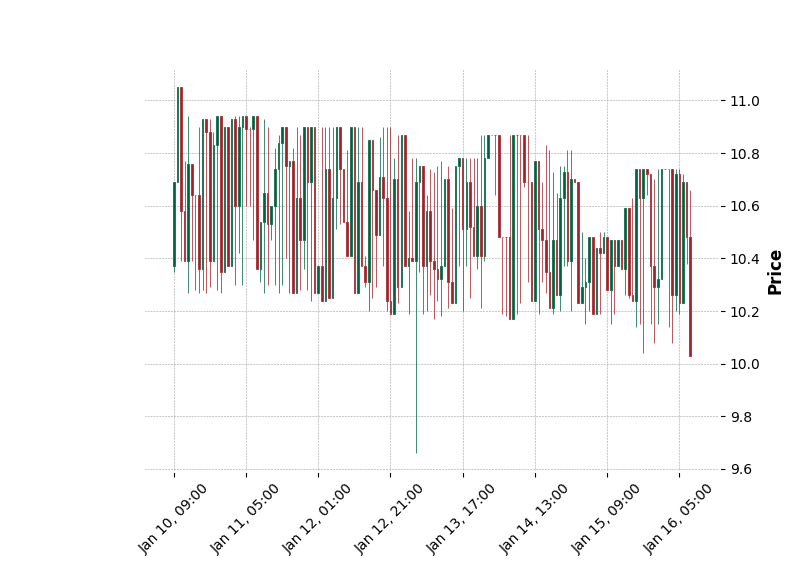 11.0
10.8
10.6
10.4
10.2
10.0
9.8
9.6
Price
Jan 10, 09:00
Jan 11, 05:00
Jan 12, 01:00
Jan 12, 21:00
Jan 13, 17:00
Jan 14, 13:00
Jan 15, 09:00
Jan 16, 05:00